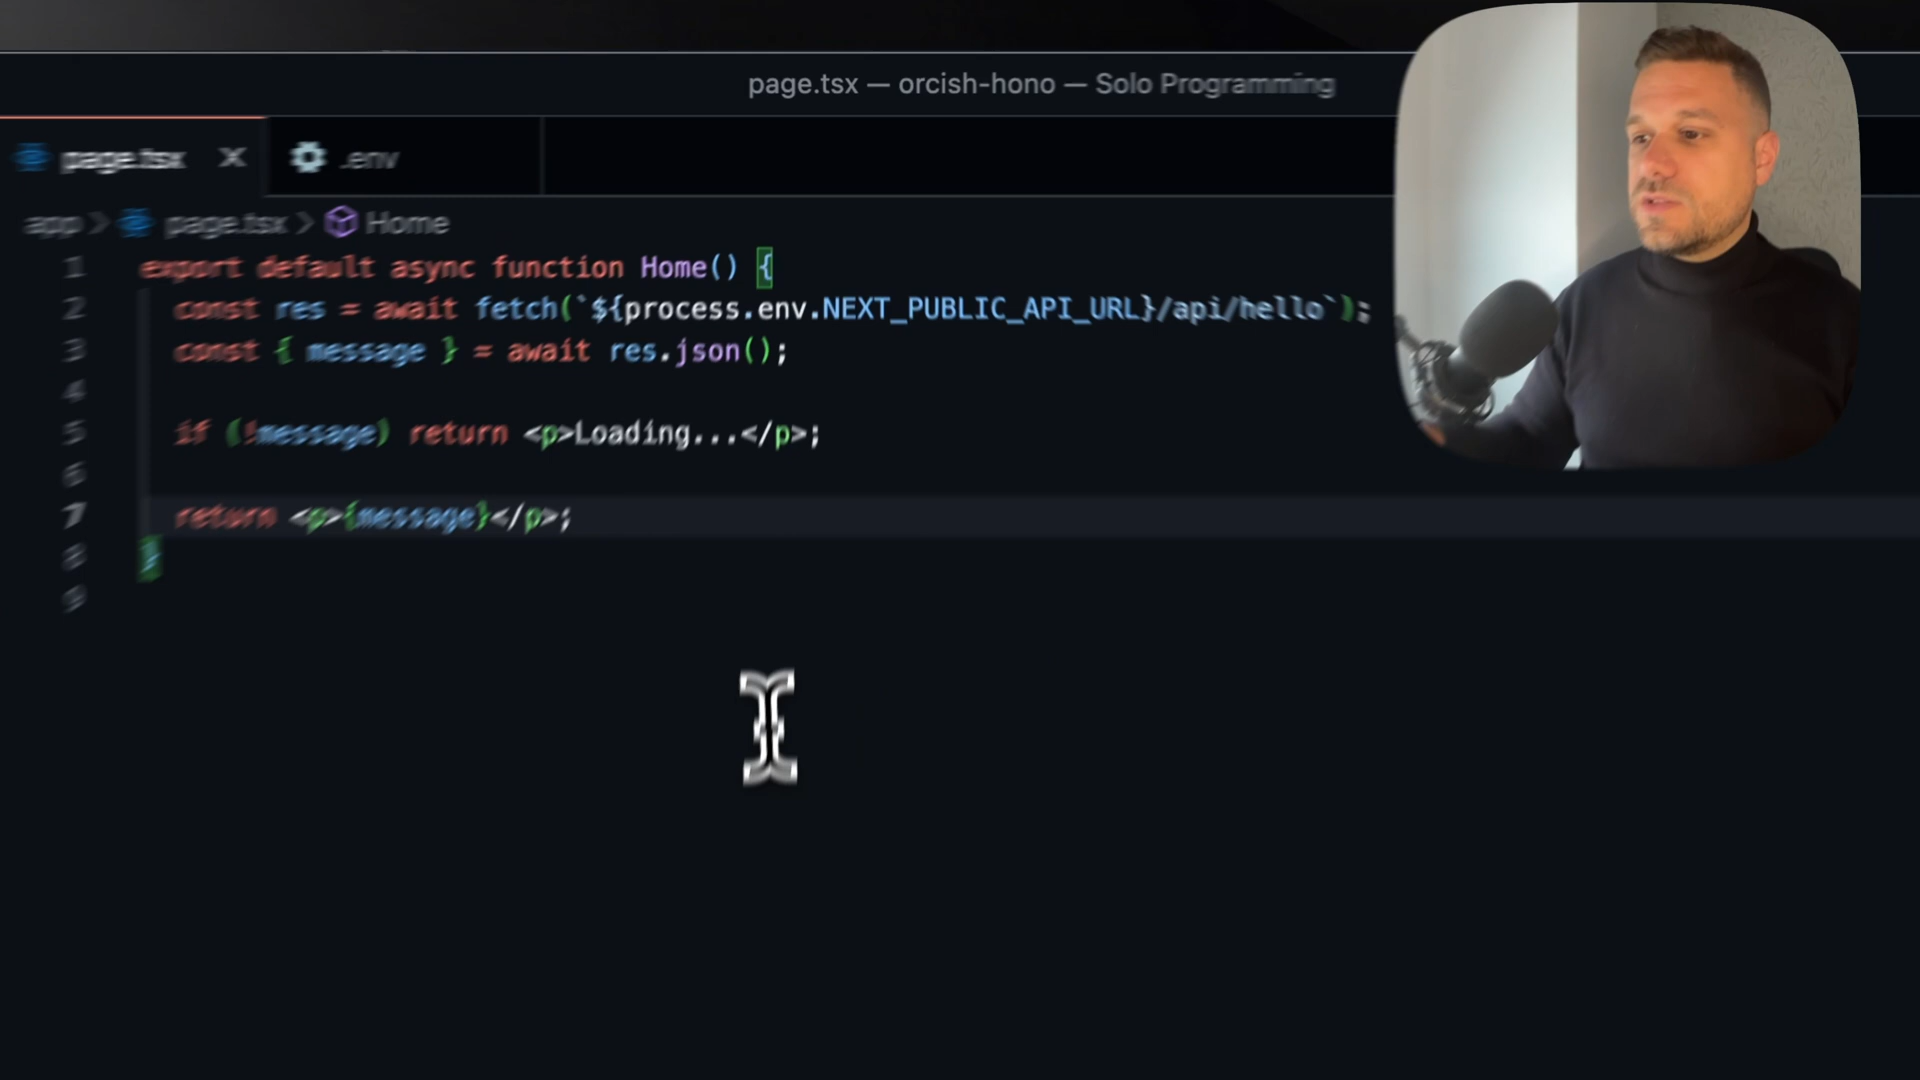 page.tsx — orcish-hono — Solo Programming
page.tsx
.env
app > page.tsx > Home
1 export default async function Home() {
2 const res = await fetch(`${process.env.NEXT_PUBLIC_API_URL}/api/hello`);
3 const { message } = await res.json();
4
5 if (!message) return <p>Loading...</p>;
6
7 return <p>{message}</p>;
8 }
9